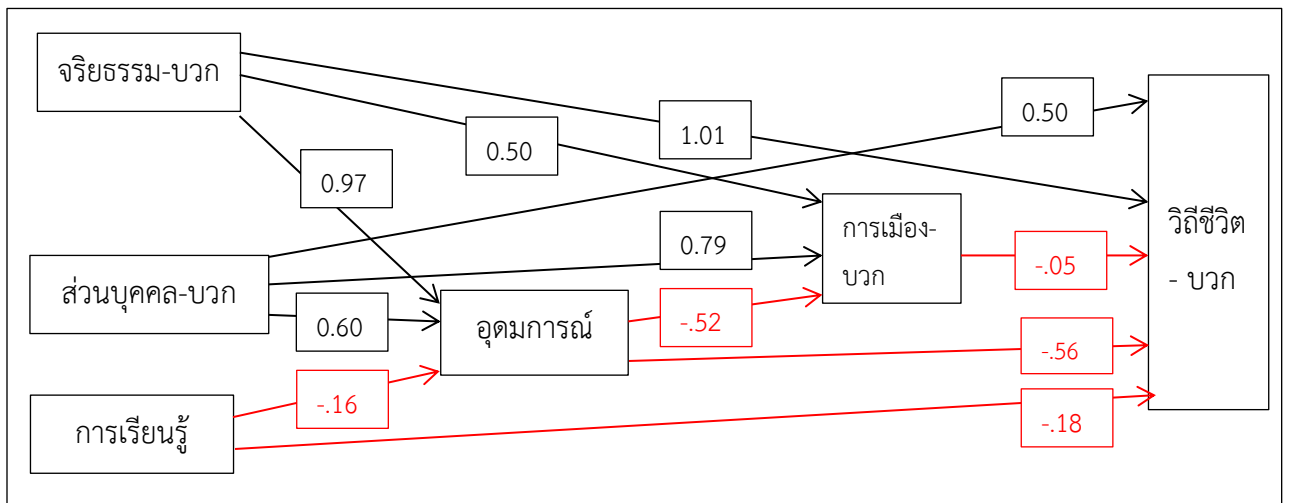 จริยธรรม-บวก
0.50
1.01
0.50
0.97
วิถีชีวิต
- บวก
การเมือง-
บวก
0.79
-.05
ส่วนบุคคล-บวก
0.60
อุดมการณ์
-.52
-.56
-.16
การเรียนรู้
-.18